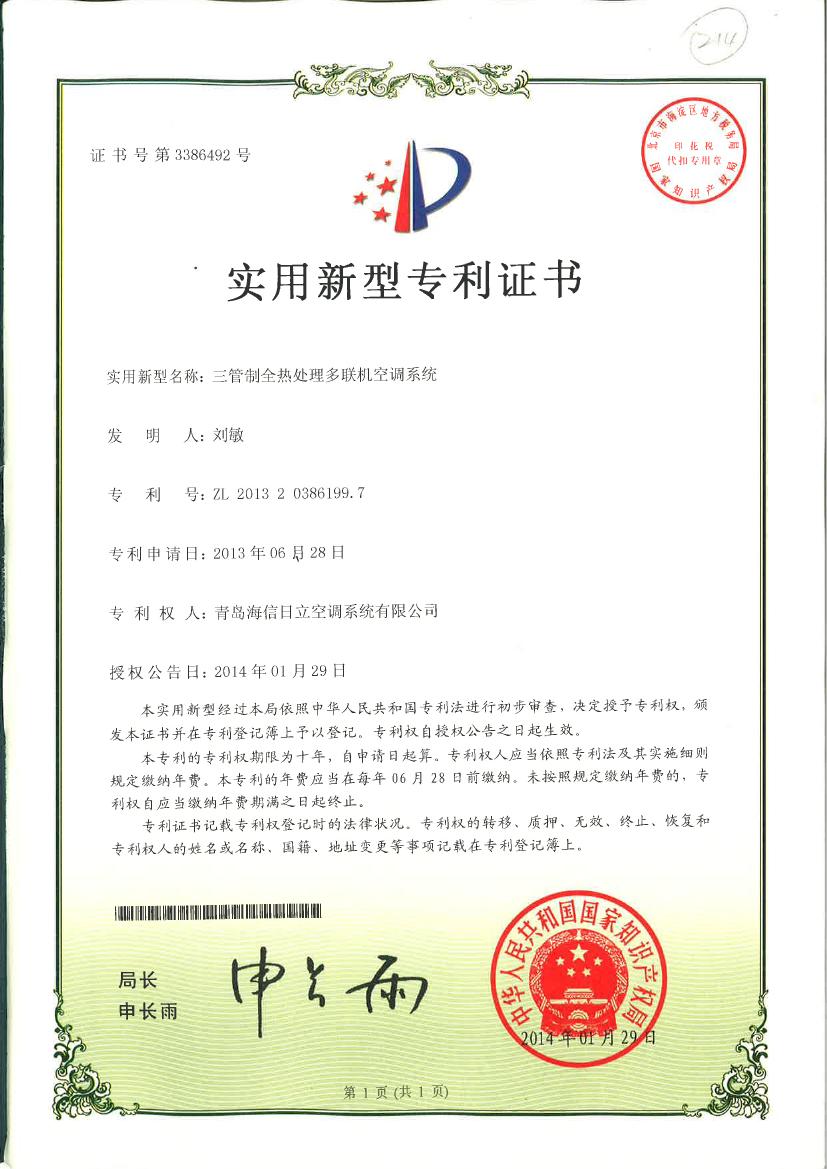 1214
证书号第3386492号
北京市海淀区地方税务局
印花税
代扣专用章
国家知识产权局
实用新型专利证书
实用新型名称：三管制全热处理多联机空调系统
发 明 人：刘敏
专 利 号：ZL 2013 2 0386199.7
专利申请日：2013年06月28日
专 利 权 人：青岛海信日立空调系统有限公司
授权公告日：2014年01月29日
本实用新型经过本局依照中华人民共和国专利法进行初步审查，决定授予专利权，颁
发本证书并在专利登记簿上予以登记。专利权自授权公告之日起生效。
本专利的专利权期限为十年，自申请日起算。专利权人应当依照专利法及其实施细则
规定缴纳年费。本专利的年费应当在每年06月28日前缴纳。未按照规定缴纳年费的，专
利权自应当缴纳年费期满之日起终止。
专利证书记载专利权登记时的法律状况。专利权的转移、质押、无效、终止、恢复和
专利权人的姓名或名称、国籍、地址变更等事项记载在专利登记簿上。
局长
申长雨
申长雨
中华人民共和国国家知识产权局
2014年01月29日
第1页(共1页)